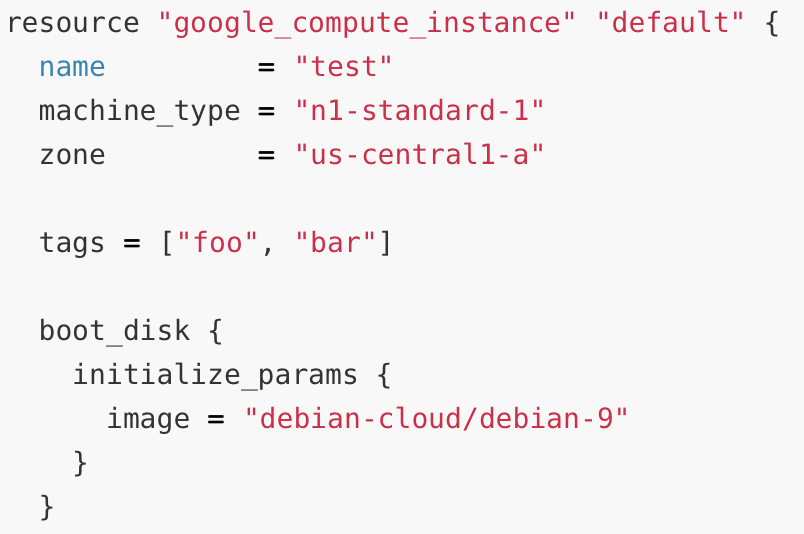 resource "google_compute_instance" "default" {
  name         = "test"
  machine_type = "n1-standard-1"
  zone         = "us-central1-a"

  tags = ["foo", "bar"]

  boot_disk {
    initialize_params {
      image = "debian-cloud/debian-9"
    }
  }